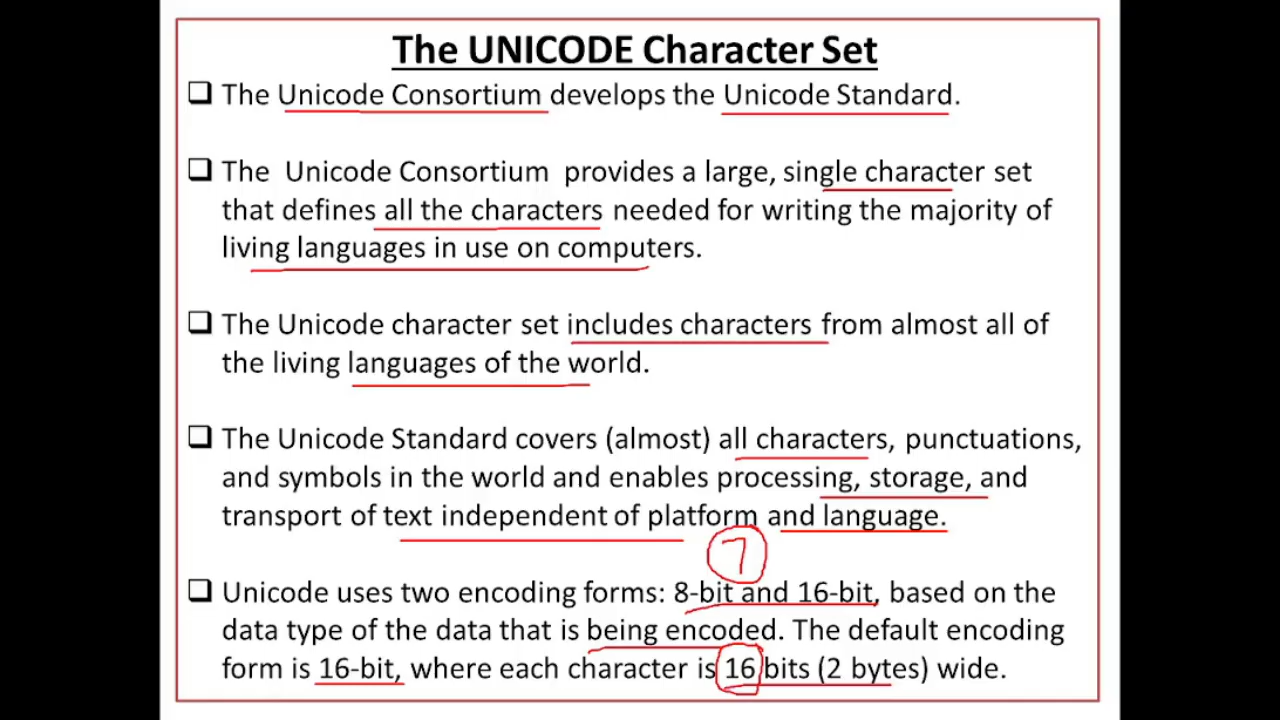 The UNICODE Character Set
❑ The Unicode Consortium develops the Unicode Standard.
❑ The Unicode Consortium provides a large, single character set
that defines all the characters needed for writing the majority of
living languages in use on computers.
❑ The Unicode character set includes characters from almost all of
the living languages of the world.
❑ The Unicode Standard covers (almost) all characters, punctuations,
and symbols in the world and enables processing, storage, and
transport of text independent of platform and language.
7
❑ Unicode uses two encoding forms: 8-bit and 16-bit, based on the
data type of the data that is being encoded. The default encoding
form is 16-bit, where each character is 16 bits (2 bytes) wide.